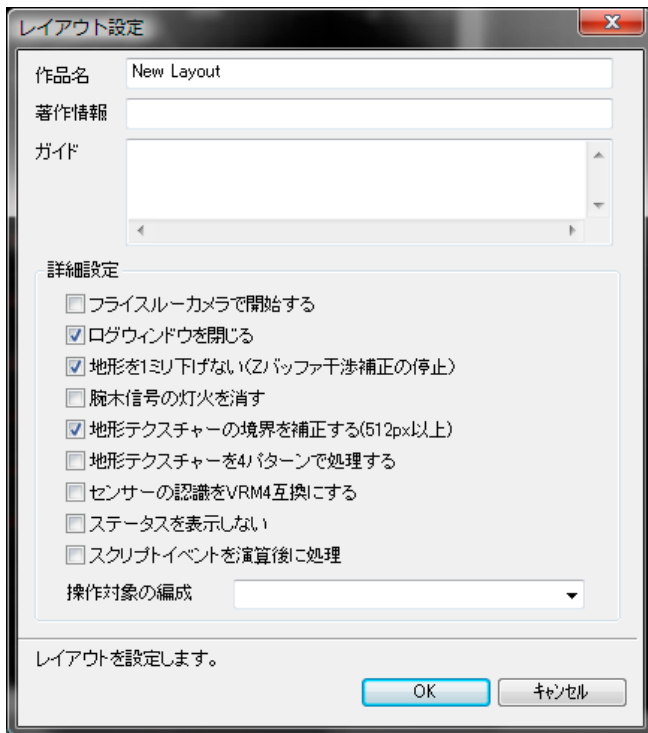 レイアウト設定
作品名 New Layout
著作情報
ガイド
詳細設定
フライスルーカメラで開始する
ログウィンドウを閉じる
地形を1ミリ下げない(Zバッファ干渉補正の停止)
腕木信号の灯火を消す
地形テクスチャーの境界を補正する(512px以上)
地形テクスチャーを4パターンで処理する
センサーの認識をVRM4互換にする
ステータスを表示しない
スクリプトイベントを演算後に処理
操作対象の編成
レイアウトを設定します。
OK キャンセル